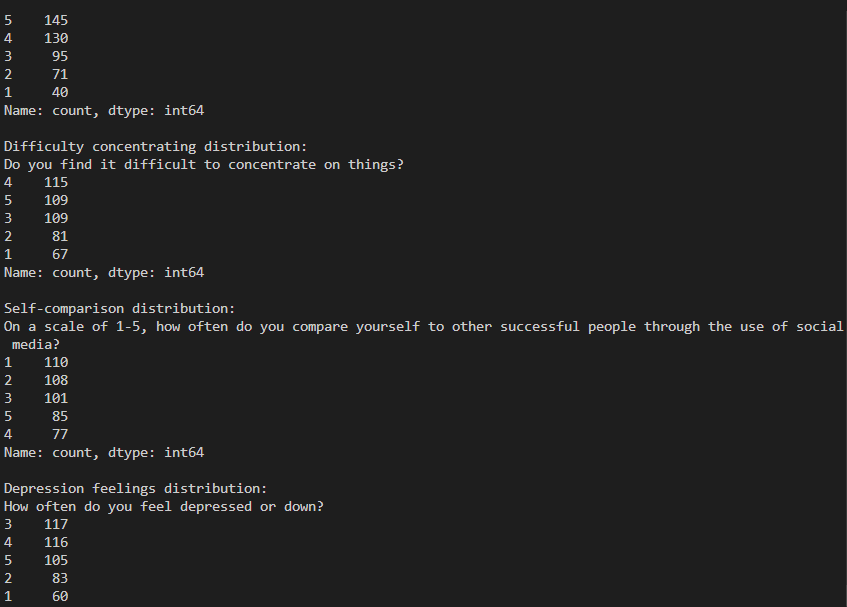 5    145
4    130
3     95
2     71
1     40
Name: count, dtype: int64
Difficulty concentrating distribution:
Do you find it difficult to concentrate on things?
4    115
5    109
3    109
2     81
1     67
Name: count, dtype: int64
Self-comparison distribution:
On a scale of 1-5, how often do you compare yourself to other successful people through the use of social
 media?
1    110
2    108
3    101
5     85
4     77
Name: count, dtype: int64
Depression feelings distribution:
How often do you feel depressed or down?
3    117
4    116
5    105
2     83
1     60